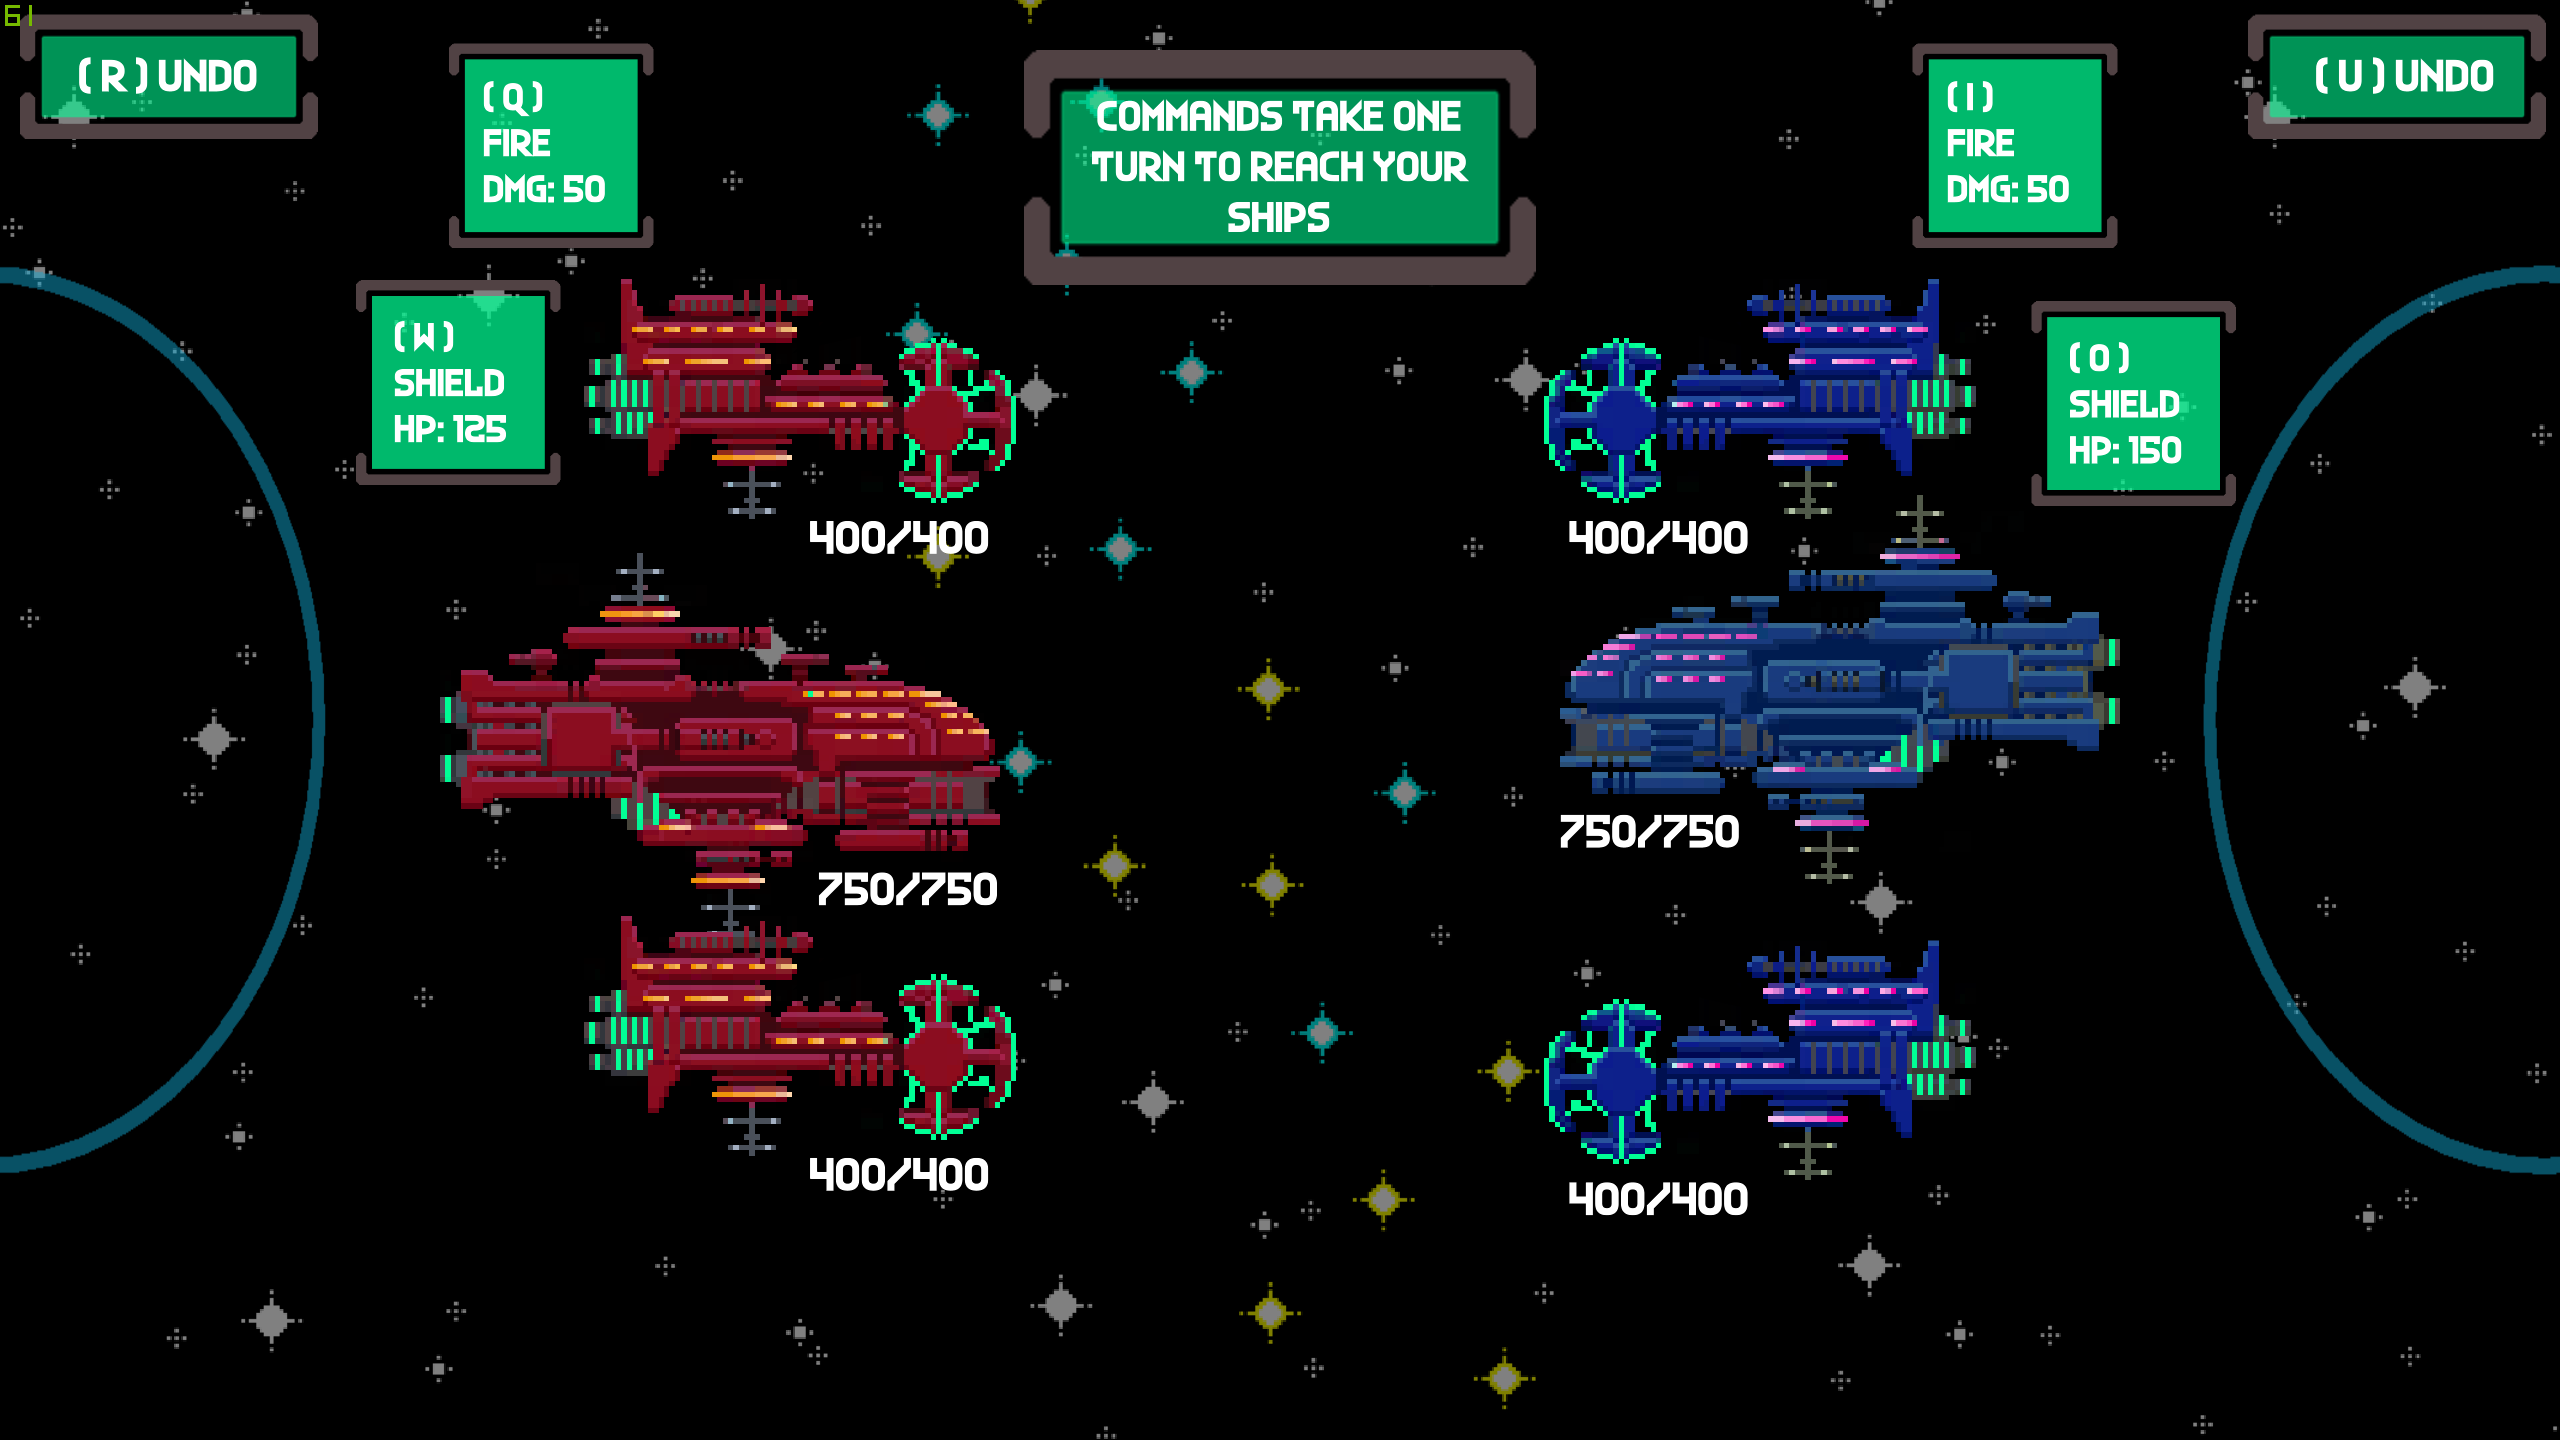 61
(R) UNDO
(Q)
FIRE
DMG: 50
COMMANDS TAKE ONE
TURN TO REACH YOUR
SHIPS
(I)
FIRE
DMG: 50
(U) UNDO
(W)
SHIELD
HP: 125
(O)
SHIELD
HP: 150
400/400
400/400
750/750
750/750
400/400
400/400